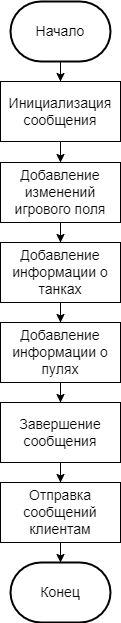 Начало
Инициализация
сообщения
Добавление
изменений
игрового поля
Добавление
информации о
танках
Добавление
информации о
пулях
Завершение
сообщения
Отправка
сообщений
клиентам
Конец